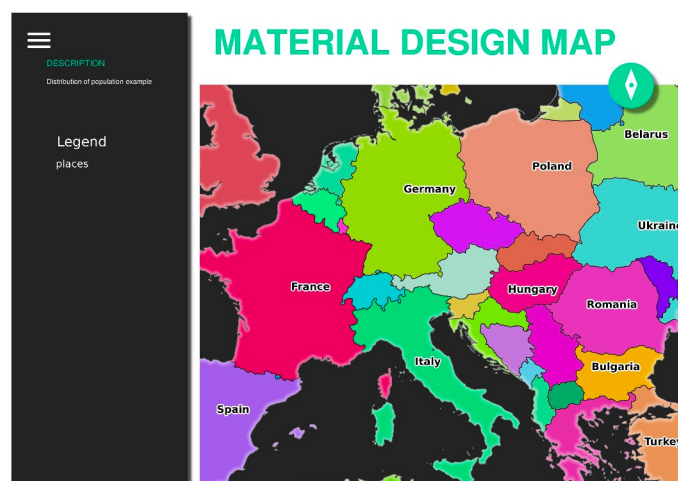 MATERIAL DESIGN MAP
DESCRIPTION
Distribution of population example
Legend
places
Belarus
Poland
Germany
Ukraine
France
Hungary
Romania
Italy
Bulgaria
Spain
Turkey